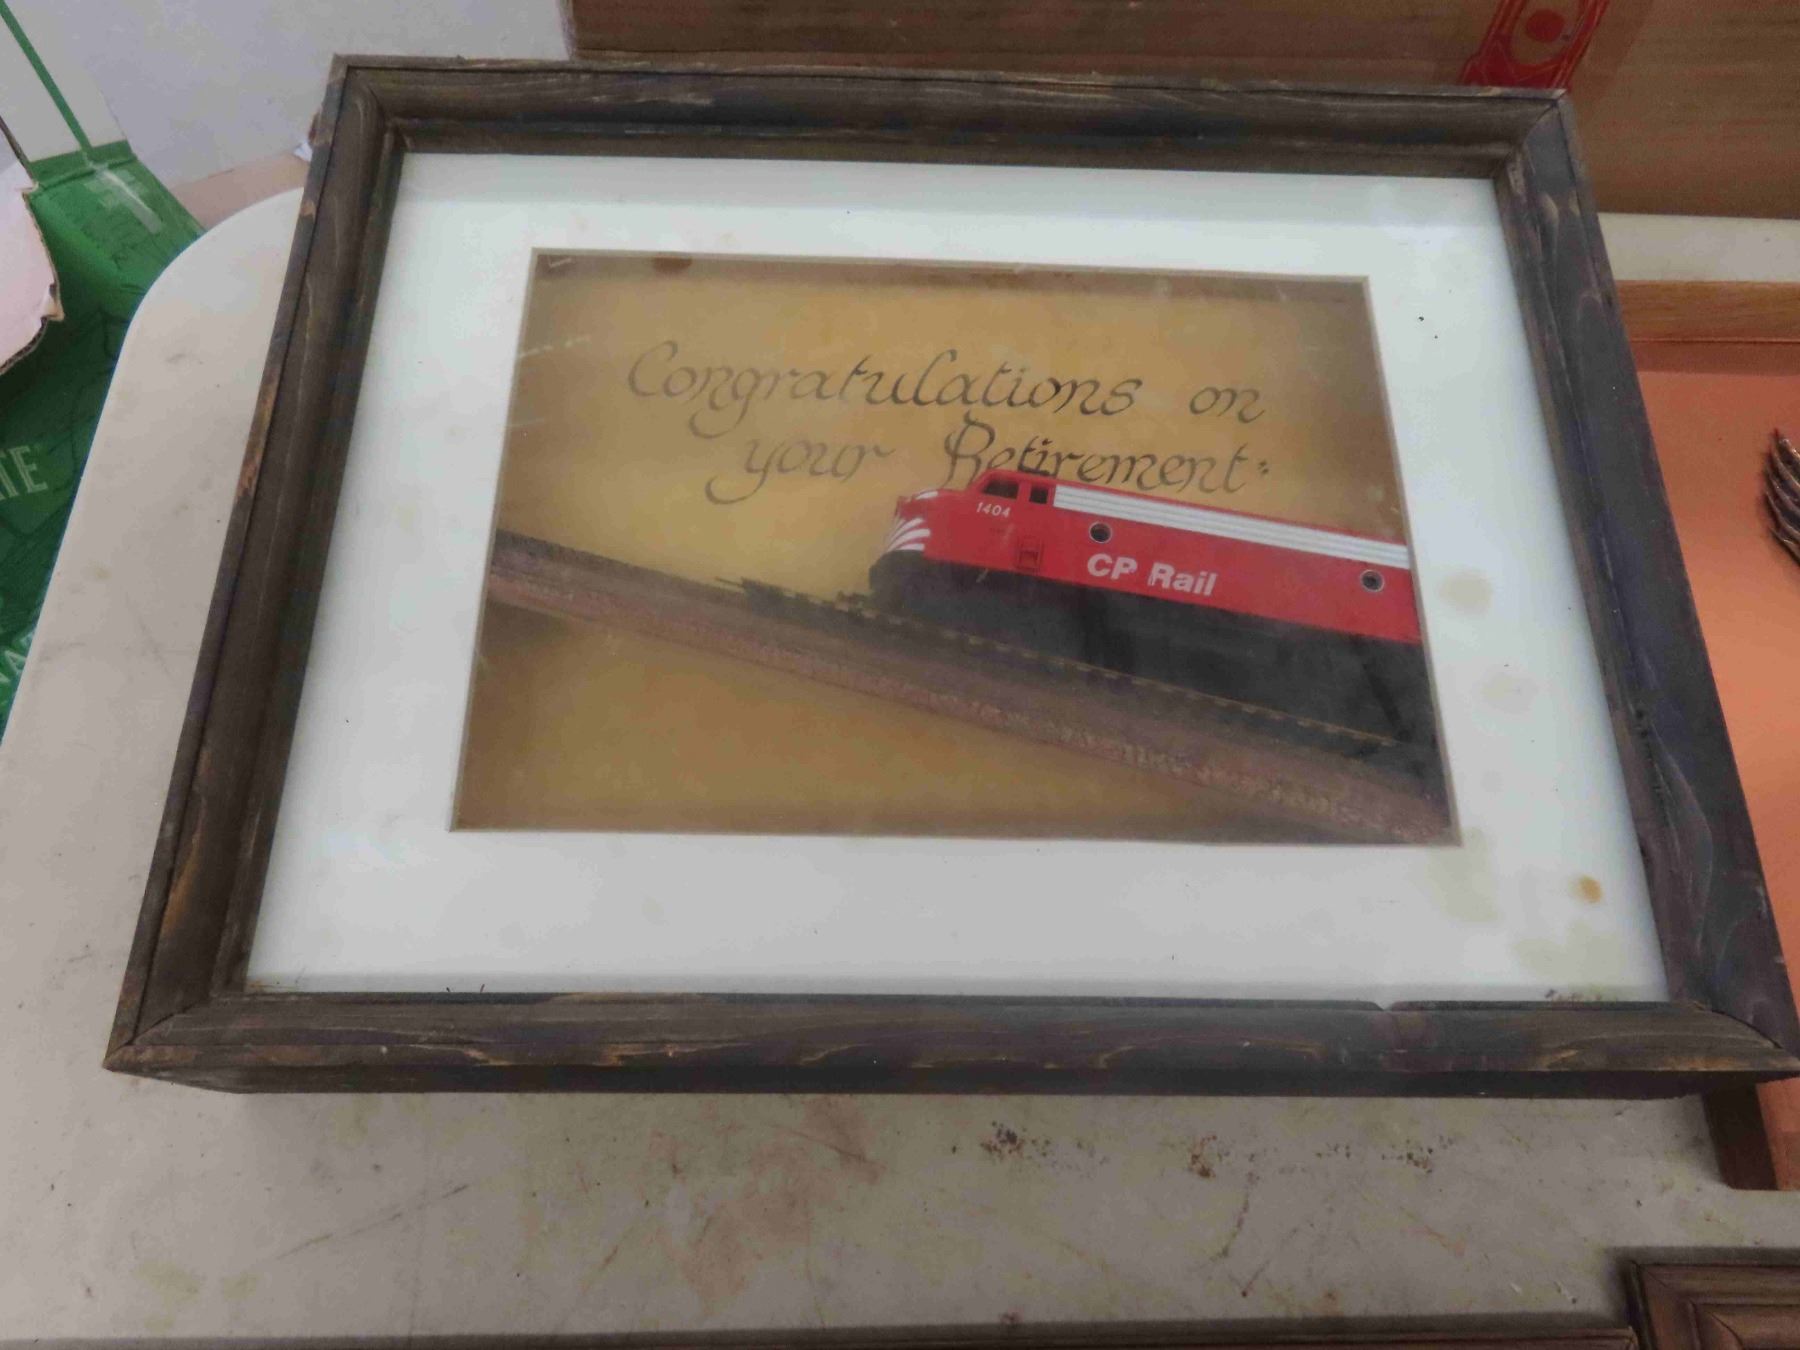 Congratulations on
your Retirement:
1404
CP Rail